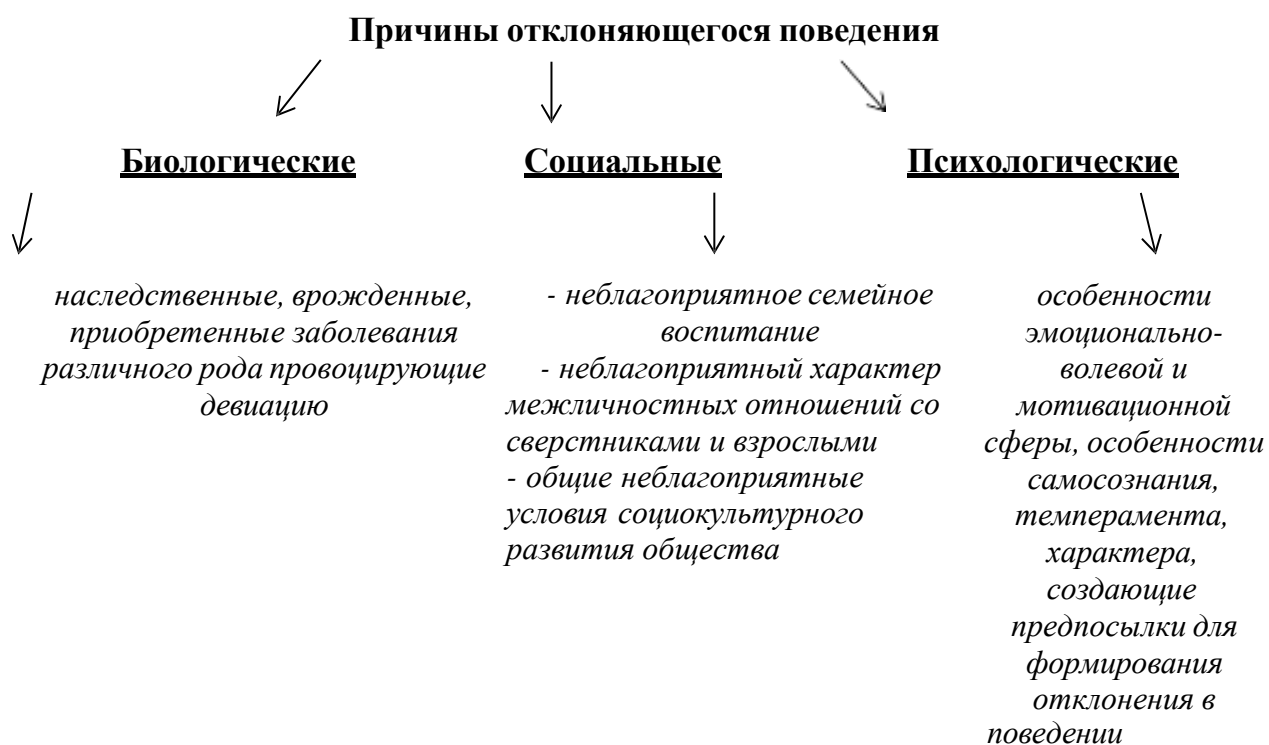 Причины отклоняющегося поведения
Биологические
Социальные
Психологические
наследственные, врожденные,
приобретенные заболевания
различного рода провоцирующие
девиацию
- неблагоприятное семейное
воспитание
- неблагоприятный характер
межличностных отношений со
сверстниками и взрослыми
- общие неблагоприятные
условия социокультурного
развития общества
особенности
эмоционально-
волевой и
мотивационной
сферы, особенности
самосознания,
темперамента,
характера,
создающие
предпосылки для
формирования
отклонения в
поведении